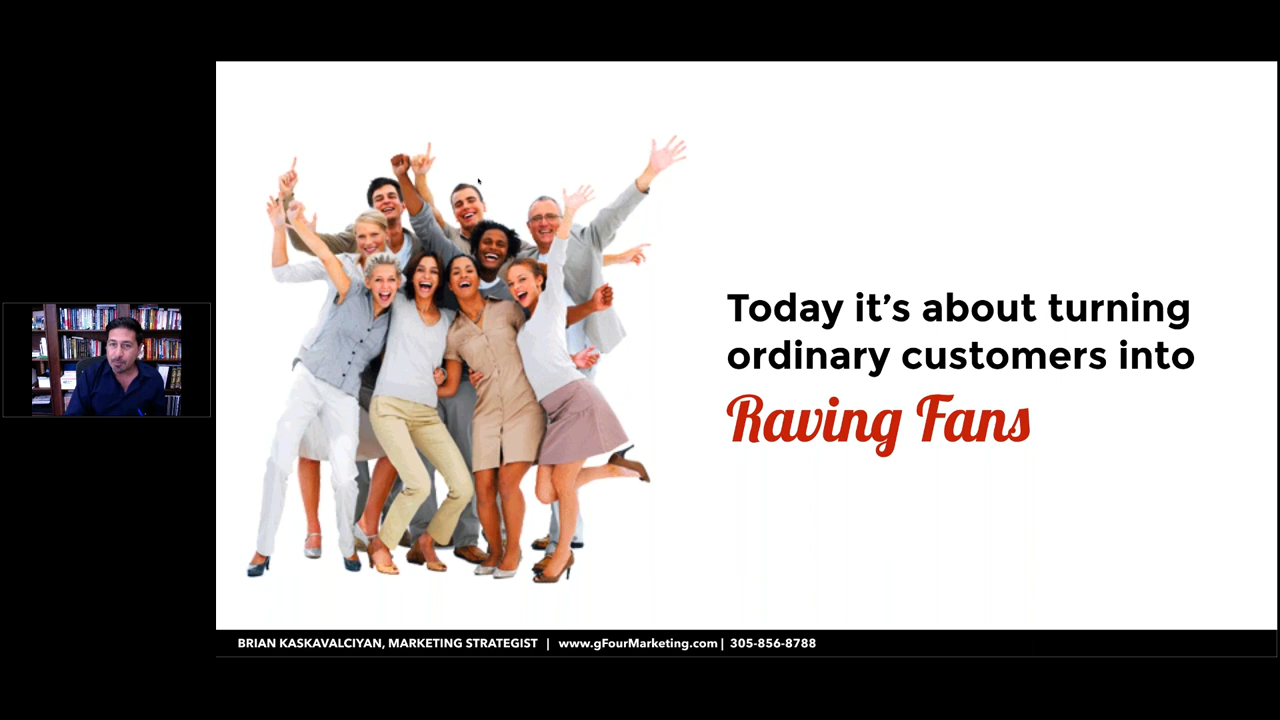 Today it's about turning
ordinary customers into
Raving Fans
BRIAN KASKAVALCIYAN, MARKETING STRATEGIST | www.gFourMarketing.com | 305-856-8788